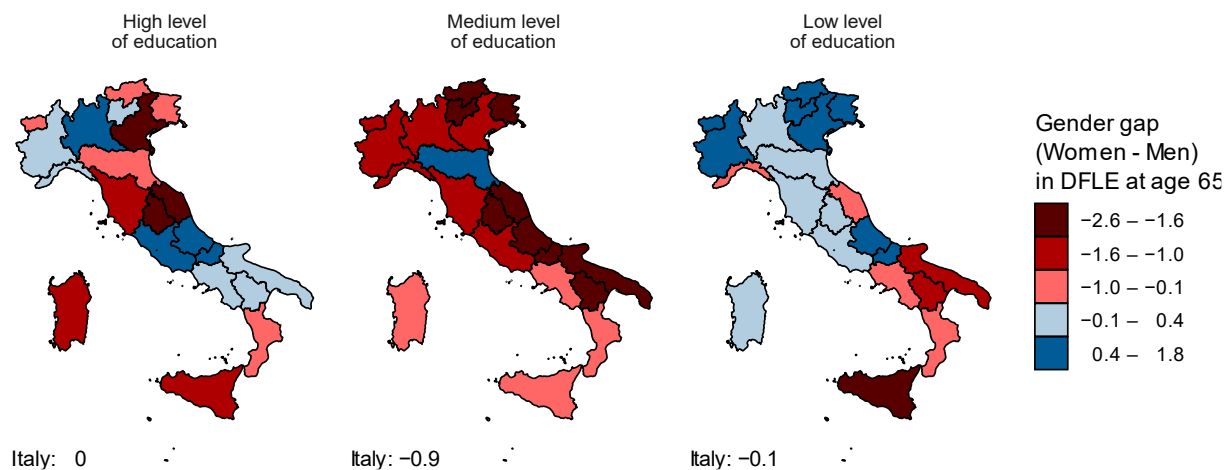 High level
of education
Medium level
of education
Low level
of education
Gender gap
(Women - Men)
in DFLE at age 65
−2.6 – −1.6
−1.6 – −1.0
−1.0 – −0.1
−0.1 – 0.4
0.4 – 1.8
Italy: 0
Italy: −0.9
Italy: −0.1